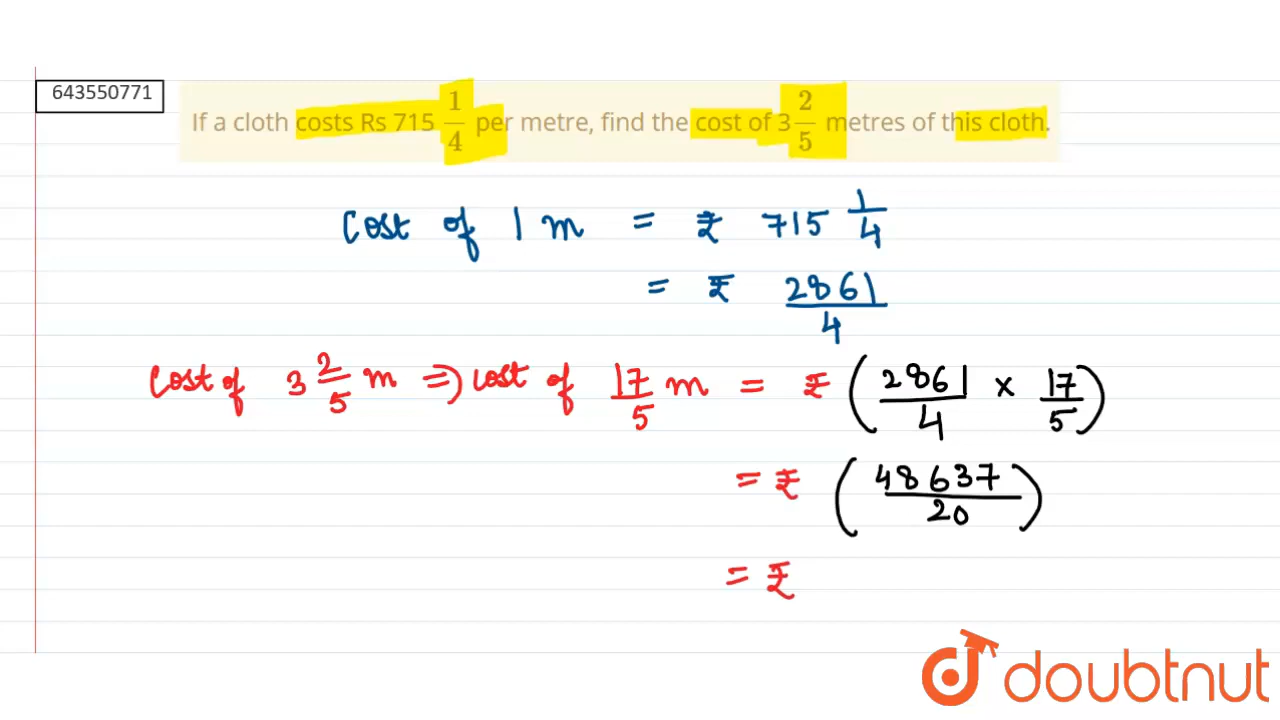 643550771
If a cloth costs Rs 715 1/4 per metre, find the cost of 3 2/5 metres of this cloth.
Cost of 1 m = ₹ 715 1/4
= ₹ 2861/4
Cost of 3 2/5 m ⇒ Cost of 17/5 m = ₹ (2861/4 × 17/5)
= ₹ (48637/20)
= ₹
doubtnut